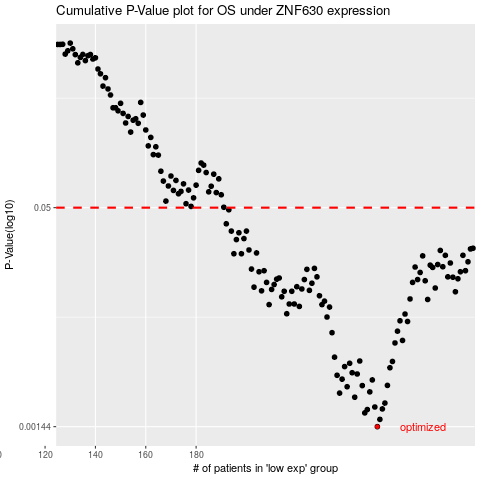 Cumulative P-Value plot for OS under ZNF630 expression
P-Value(log10)
0.05
0.00144
optimized
0
120
140
160
180
# of patients in 'low exp' group